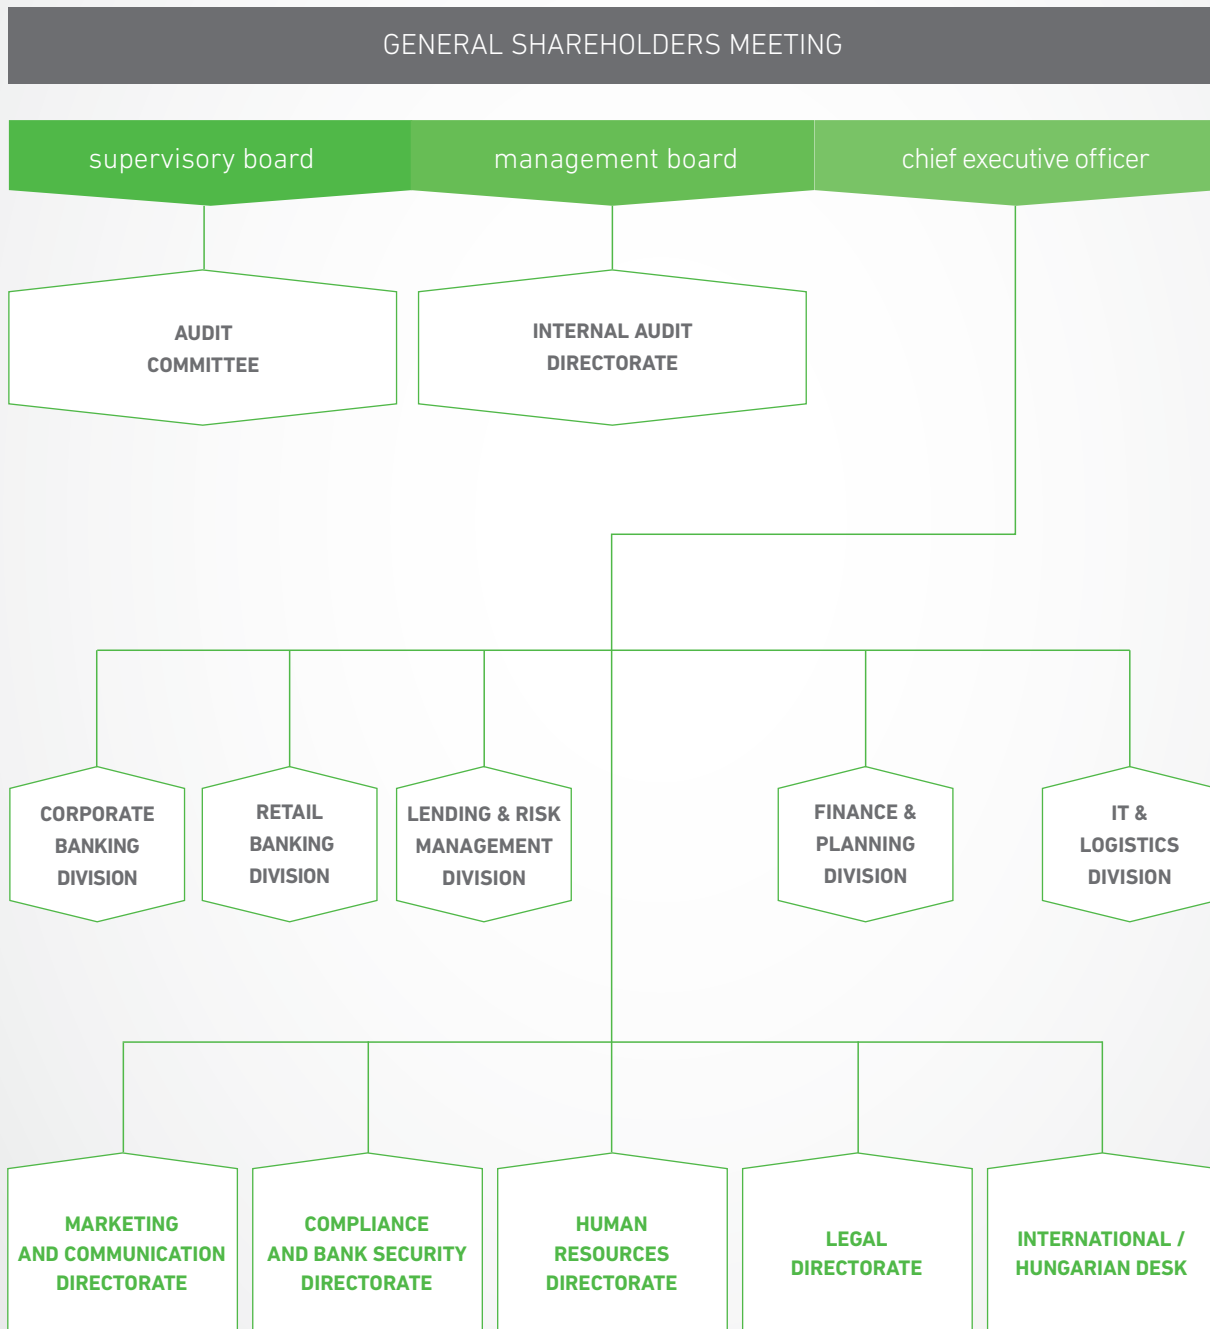 GENERAL SHAREHOLDERS MEETING
supervisory board
management board
chief executive officer
AUDIT
COMMITTEE
INTERNAL AUDIT
DIRECTORATE
CORPORATE
BANKING
DIVISION
RETAIL
BANKING
DIVISION
LENDING & RISK
MANAGEMENT
DIVISION
FINANCE &
PLANNING
DIVISION
IT &
LOGISTICS
DIVISION
MARKETING
AND COMMUNICATION
DIRECTORATE
COMPLIANCE
AND BANK SECURITY
DIRECTORATE
HUMAN
RESOURCES
DIRECTORATE
LEGAL
DIRECTORATE
INTERNATIONAL /
HUNGARIAN DESK